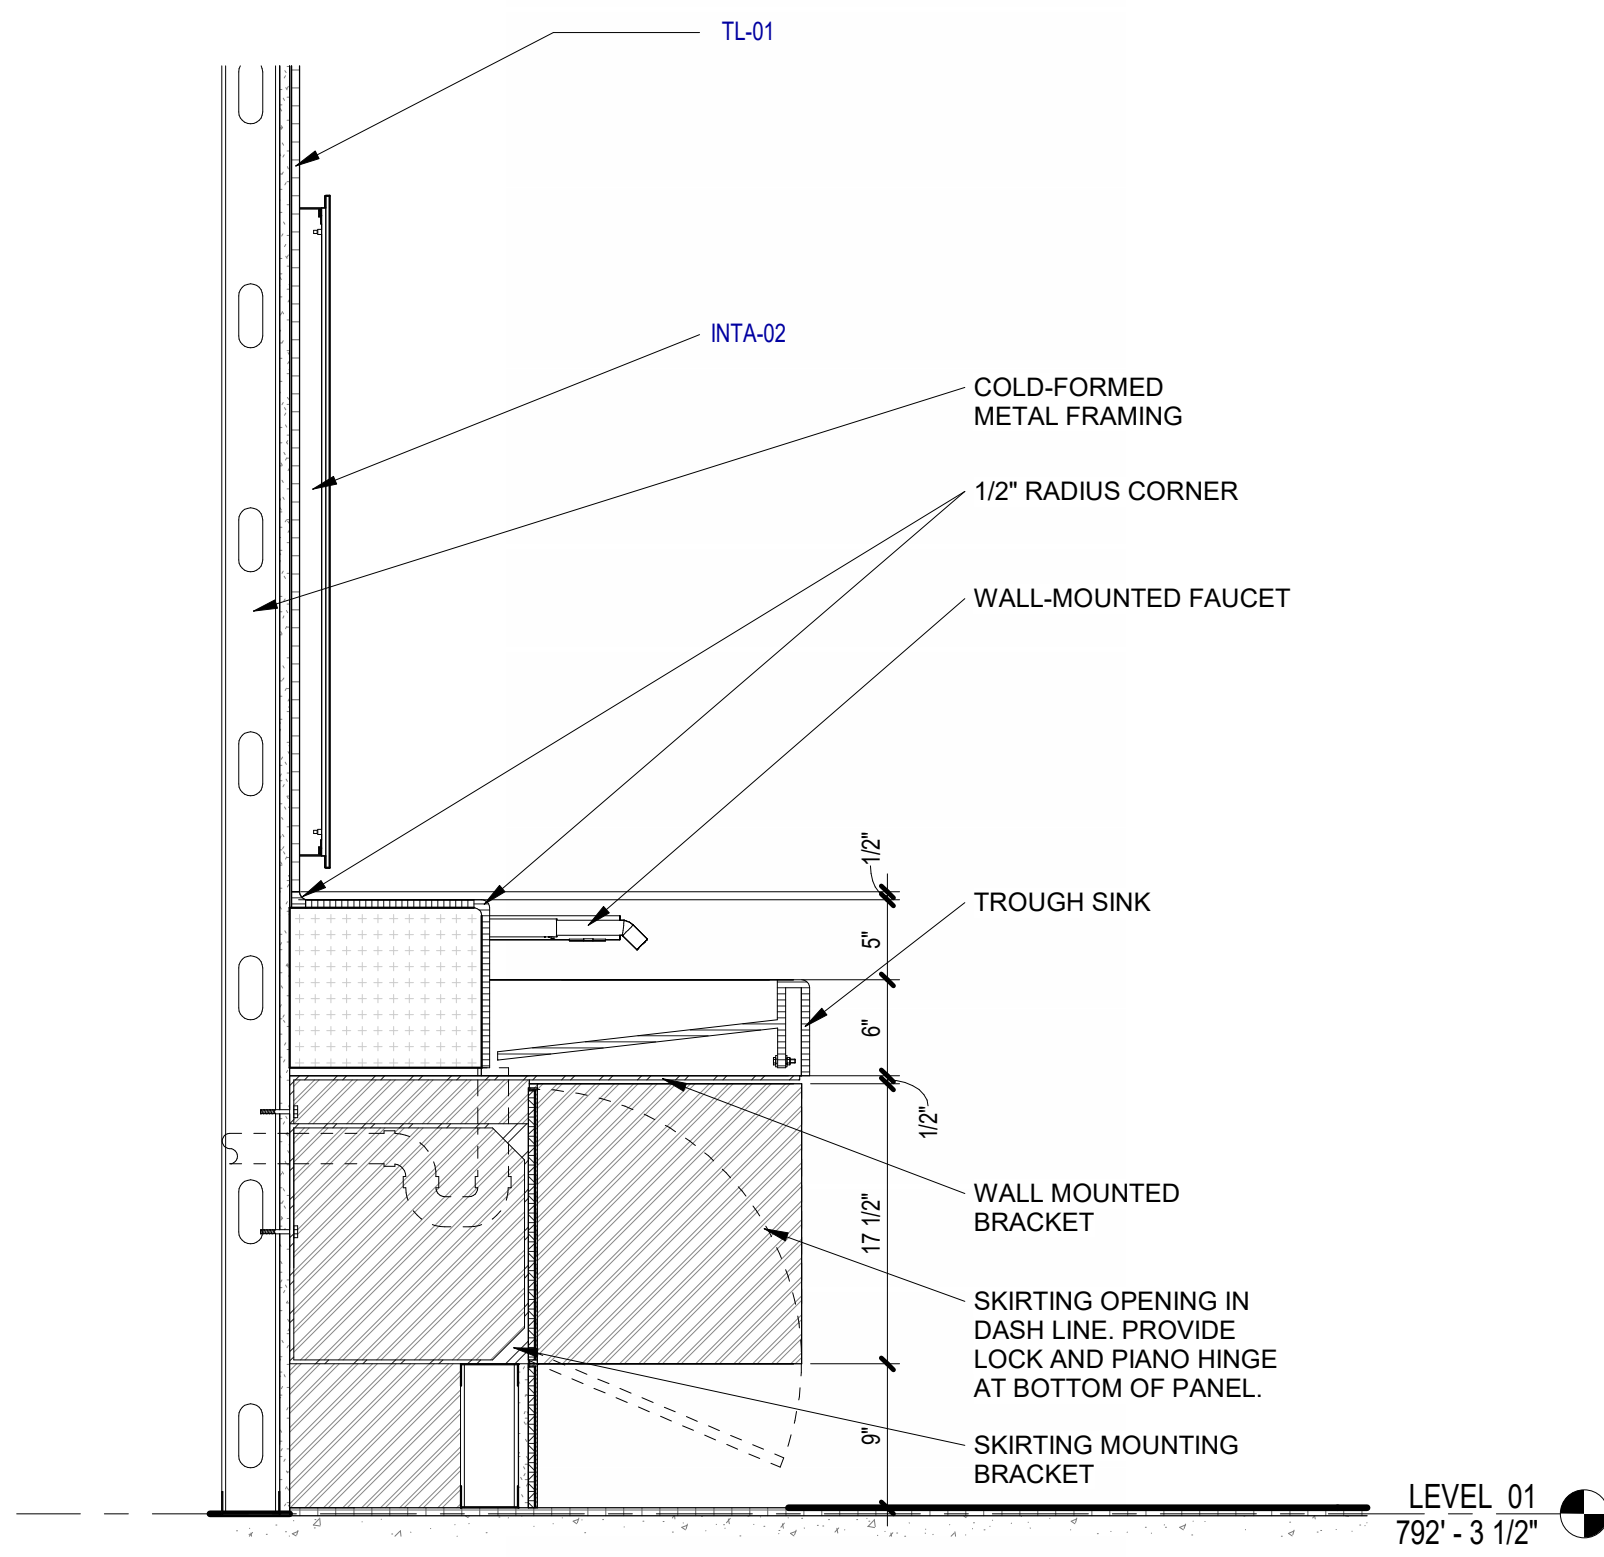 TL-01
INTA-02
COLD-FORMED
METAL FRAMING
1/2" RADIUS CORNER
WALL-MOUNTED FAUCET
1/2"
TROUGH SINK
5"
6"
1/2"
WALL MOUNTED
BRACKET
17 1/2"
SKIRTING OPENING IN
DASH LINE. PROVIDE
LOCK AND PIANO HINGE
AT BOTTOM OF PANEL.
9"
SKIRTING MOUNTING
BRACKET
LEVEL 01
792' - 3 1/2"